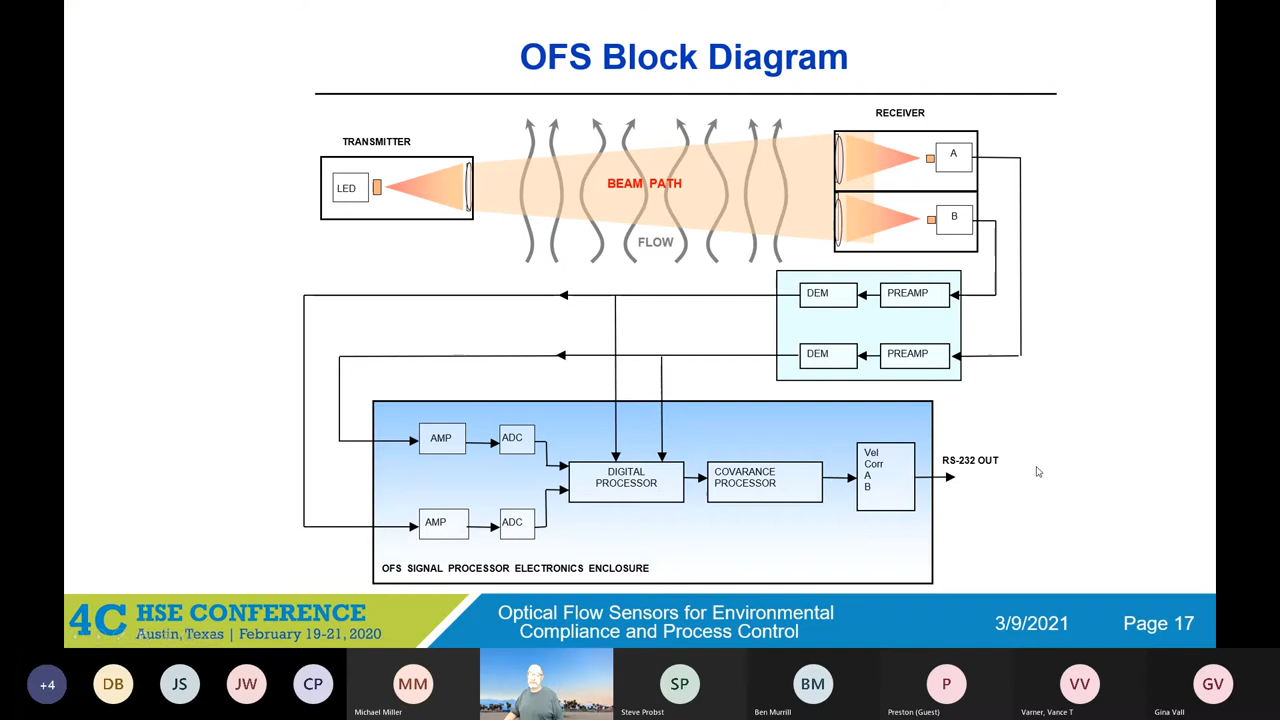 OFS Block Diagram
RECEIVER
TRANSMITTER
LED
BEAM PATH
FLOW
A
B
DEM
PREAMP
DEM
PREAMP
AMP
ADC
DIGITAL
PROCESSOR
COVARANCE
PROCESSOR
Vel
Corr
A
B
RS-232 OUT
AMP
ADC
OFS SIGNAL PROCESSOR ELECTRONICS ENCLOSURE
4C HSE CONFERENCE
Austin, Texas | February 19-21, 2020
Optical Flow Sensors for Environmental
Compliance and Process Control
3/9/2021
Page 17
+4
DB
JS
JW
CP
MM
Michael Miller
SP
Steve Probst
BM
Ben Murrill
P
Preston (Guest)
VV
Varner, Vance T
GV
Gina Vall